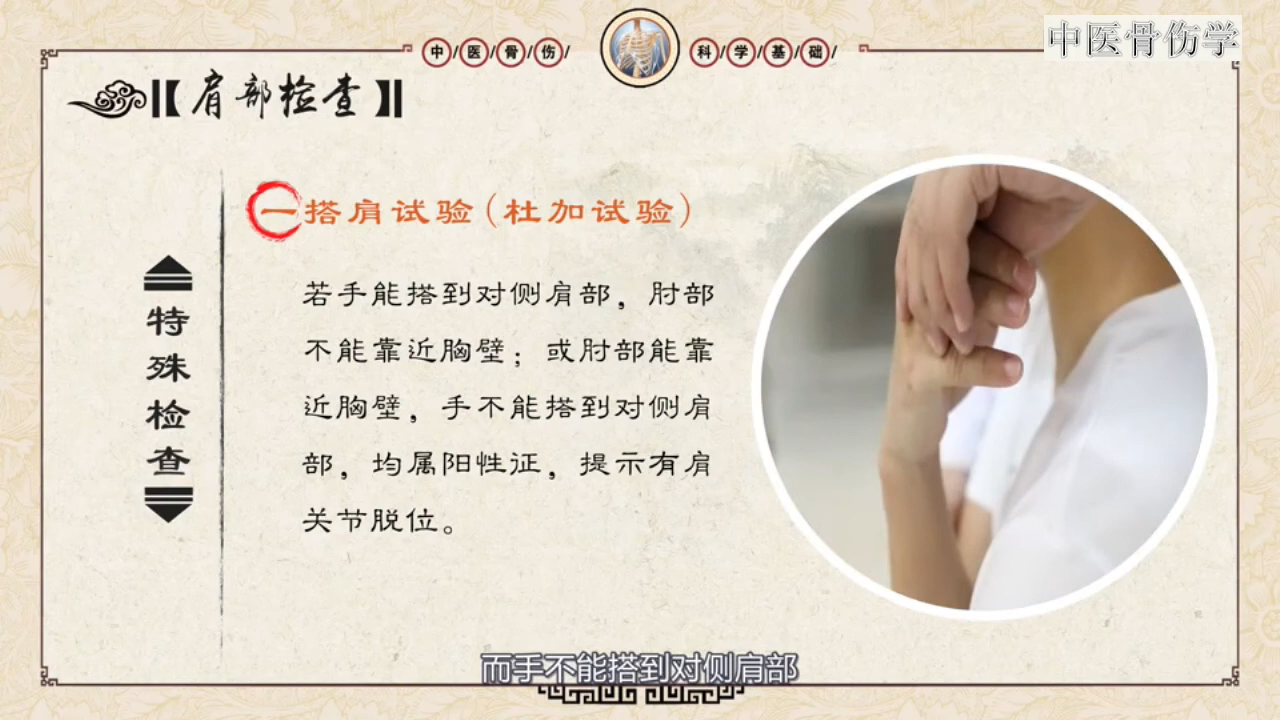 中/医/骨/伤/ 科/学/基/础/
中医骨伤学
【肩部检查】
一 搭肩试验(杜加试验)
特殊检查
若手能搭到对侧肩部，肘部
不能靠近胸壁；或肘部能靠
近胸壁，手不能搭到对侧肩
部，均属阳性证，提示有肩
关节脱位。
而手不能搭到对侧肩部